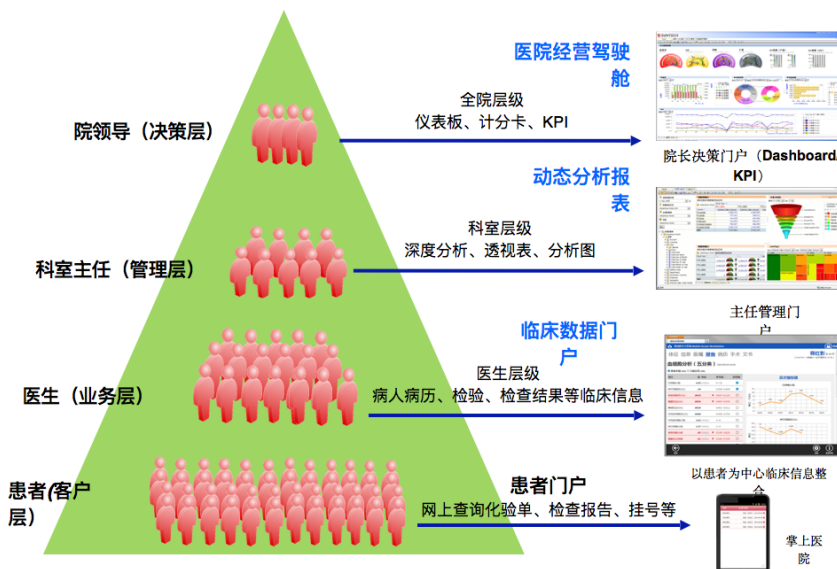 医院经营驾驶
舱
全院层级
仪表板、计分卡、KPI
院领导（决策层）
院长决策门户（Dashboard/
KPI）
动态分析报
表
科室层级
深度分析、透视表、分析图
科室主任（管理层）
主任管理门
户
临床数据门
户
医生层级
病人病历、检验、检查结果等临床信息
医生（业务层）
以患者为中心临床信息整
合
患者(客户
层）
患者门户
网上查询化验单、检查报告、挂号等
掌上医
院